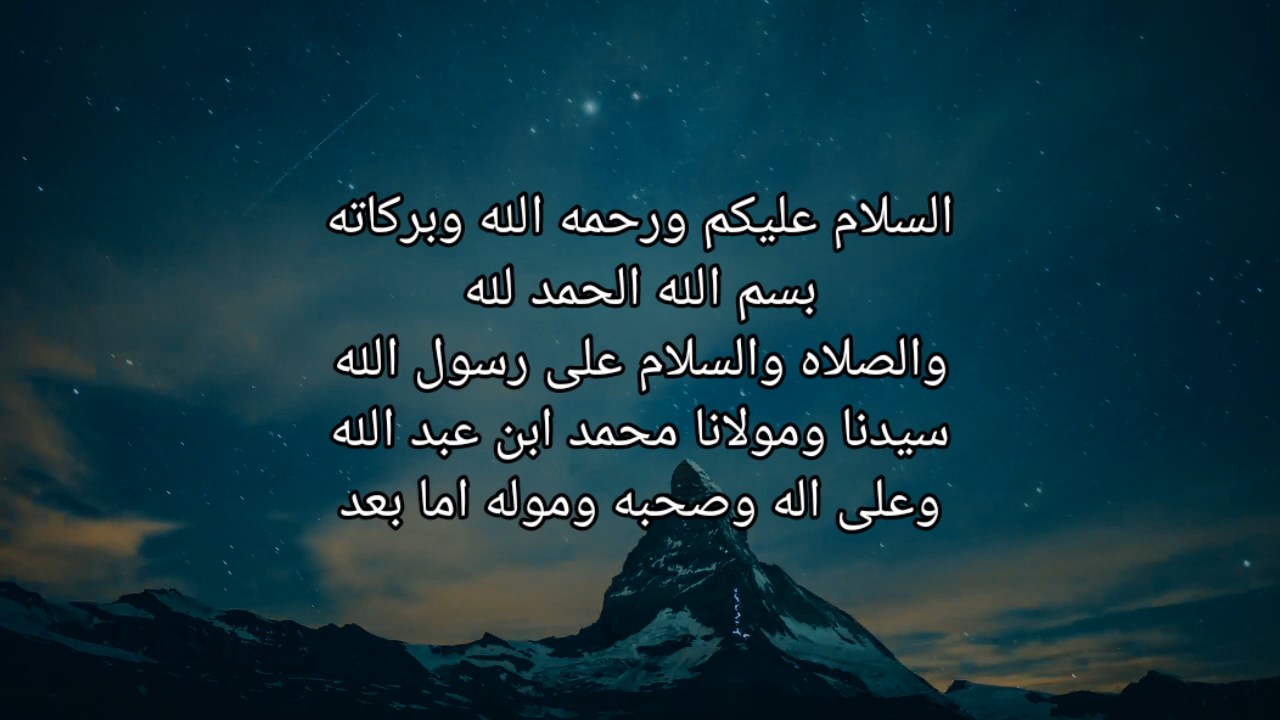 السلام عليكم ورحمه الله وبركاته
بسم الله الحمد لله
والصلاه والسلام على رسول الله
سيدنا ومولانا محمد ابن عبد الله
وعلى اله وصحبه وموله اما بعد